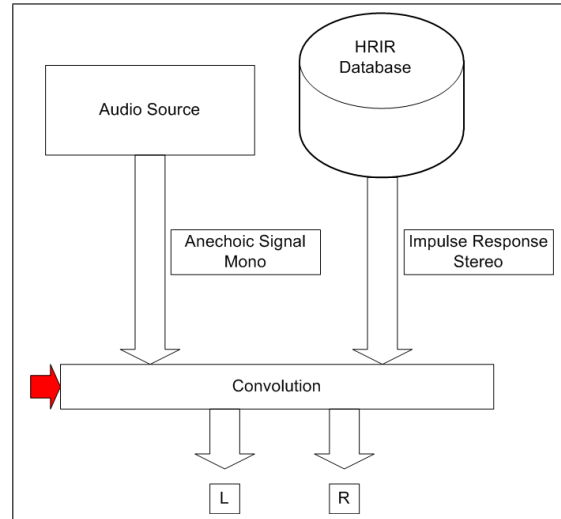 HRIR
Database
Audio Source
Anechoic Signal
Mono
Impulse Response
Stereo
Convolution
L
R